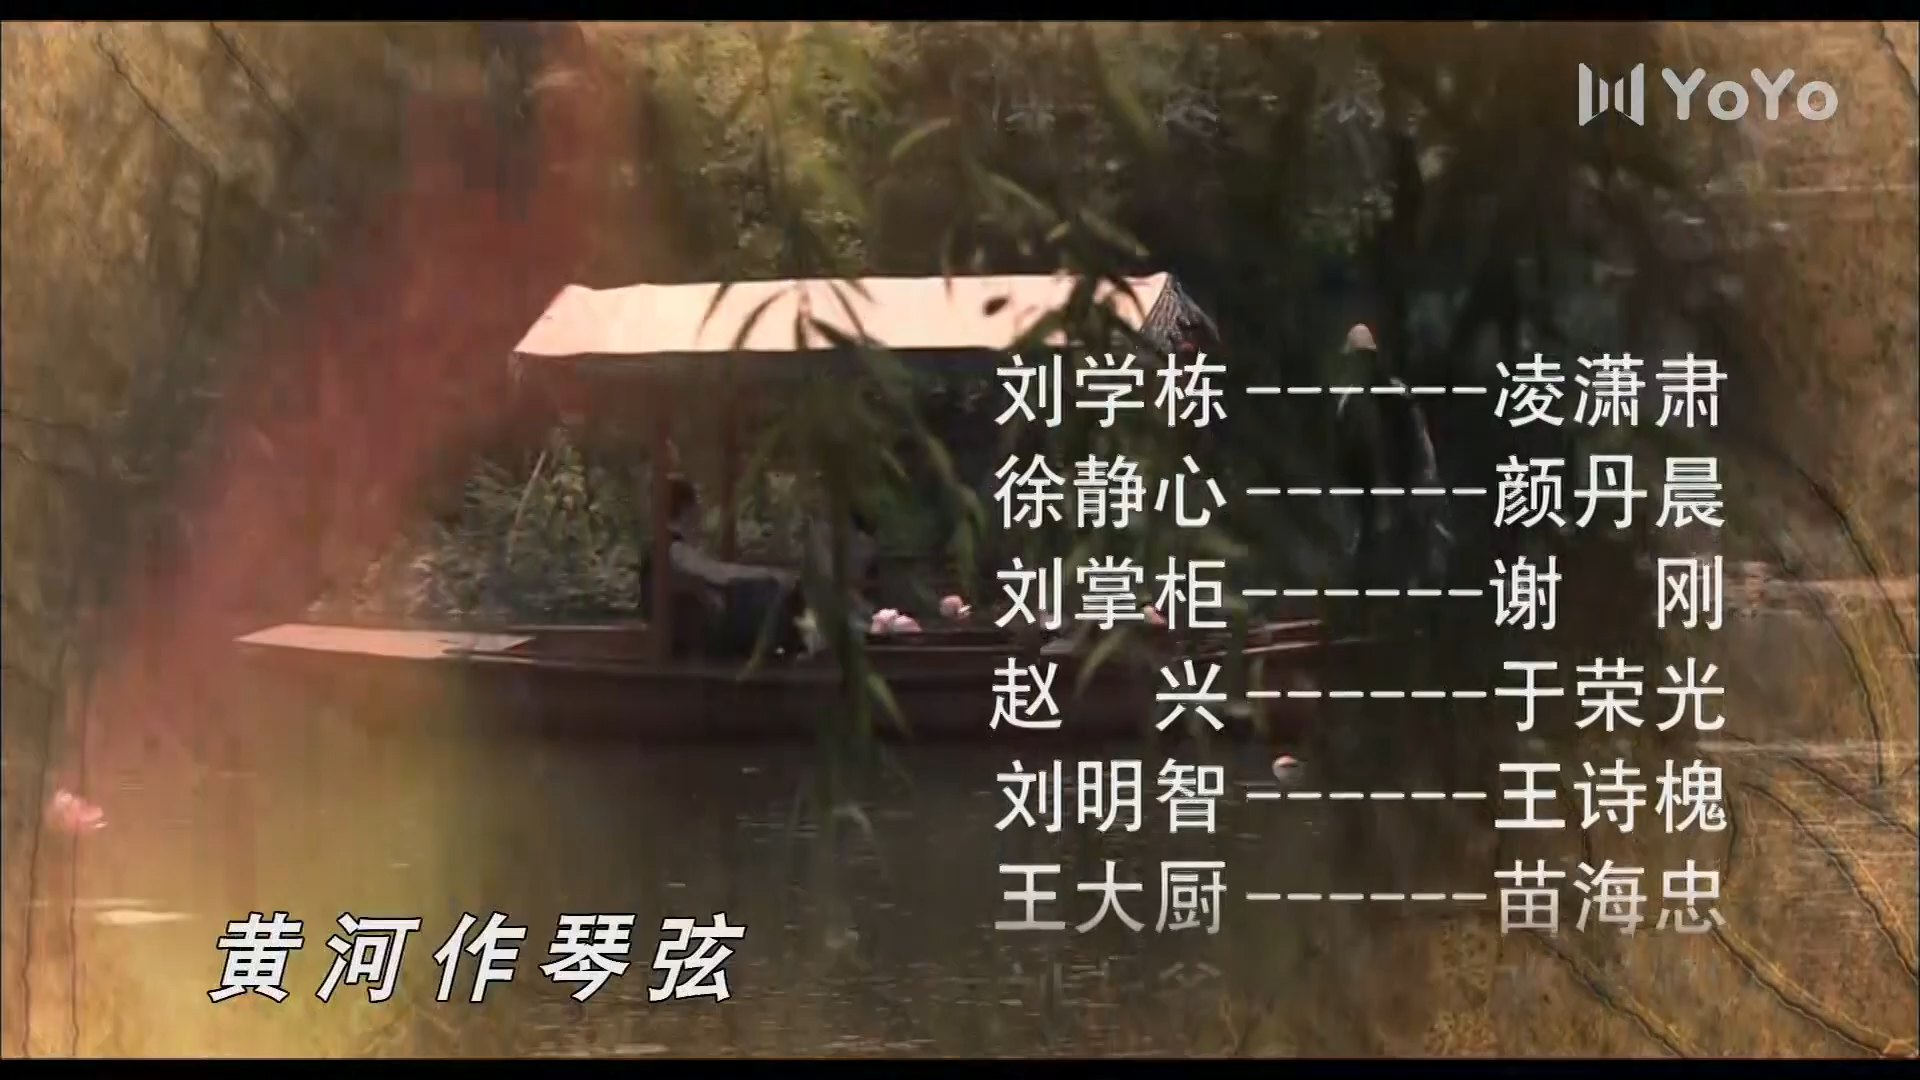 YoYo
刘学栋------凌潇肃
徐静心------颜丹晨
刘掌柜------谢 刚
赵 兴------于荣光
刘明智------王诗槐
王大厨------苗海忠
黄河作琴弦